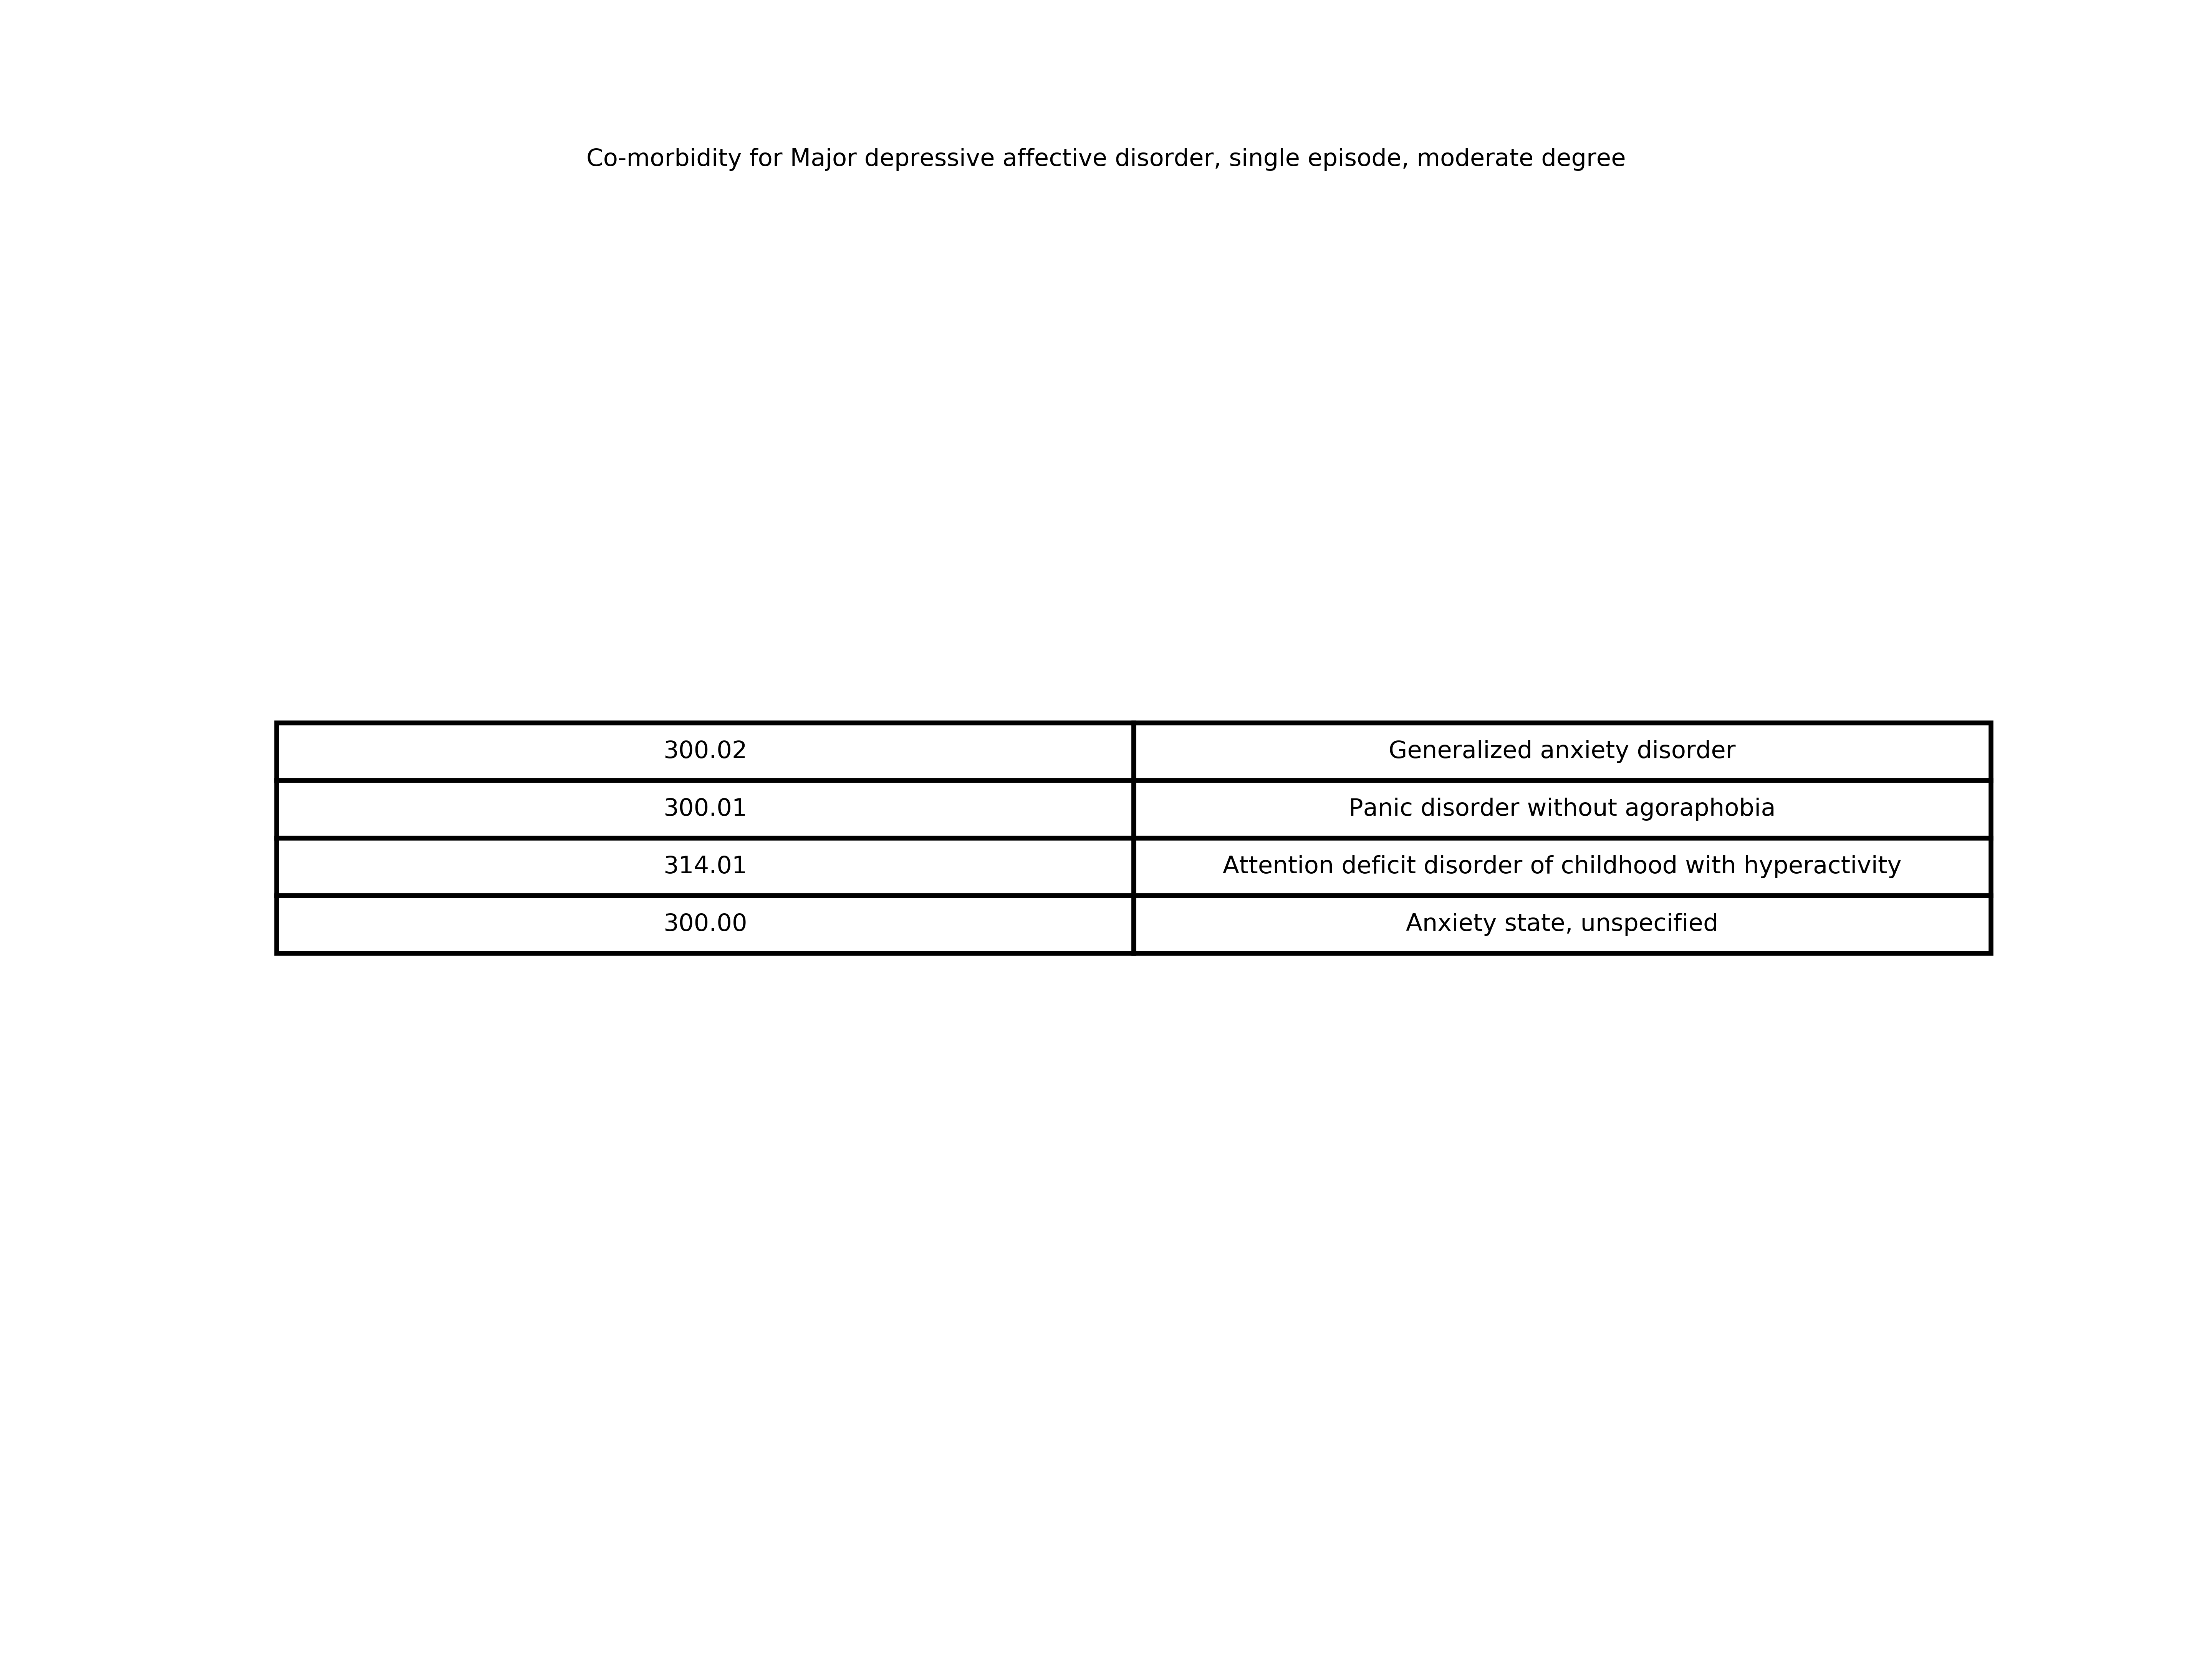 Co-morbidity for Major depressive affective disorder, single episode, moderate degree
300.02 Generalized anxiety disorder
300.01 Panic disorder without agoraphobia
314.01 Attention deficit disorder of childhood with hyperactivity
300.00 Anxiety state, unspecified